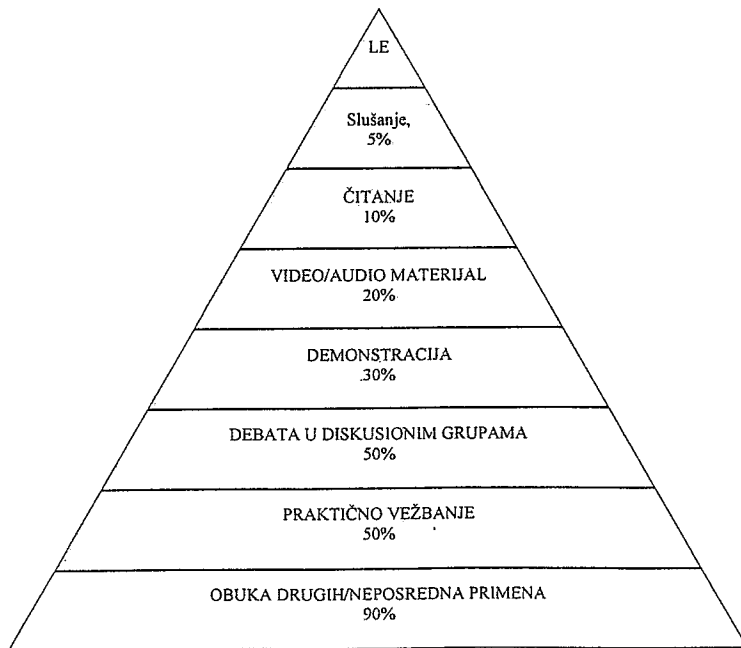 LE
Slušanje,
5%
ČITANJE
10%
VIDEO/AUDIO MATERIJAL
20%
DEMONSTRACIJA
30%
DEBATA U DISKUSIONIM GRUPAMA
50%
PRAKTIČNO VEŽBANJE
50%
OBUKA DRUGIH/NEPOSREDNA PRIMENA
90%